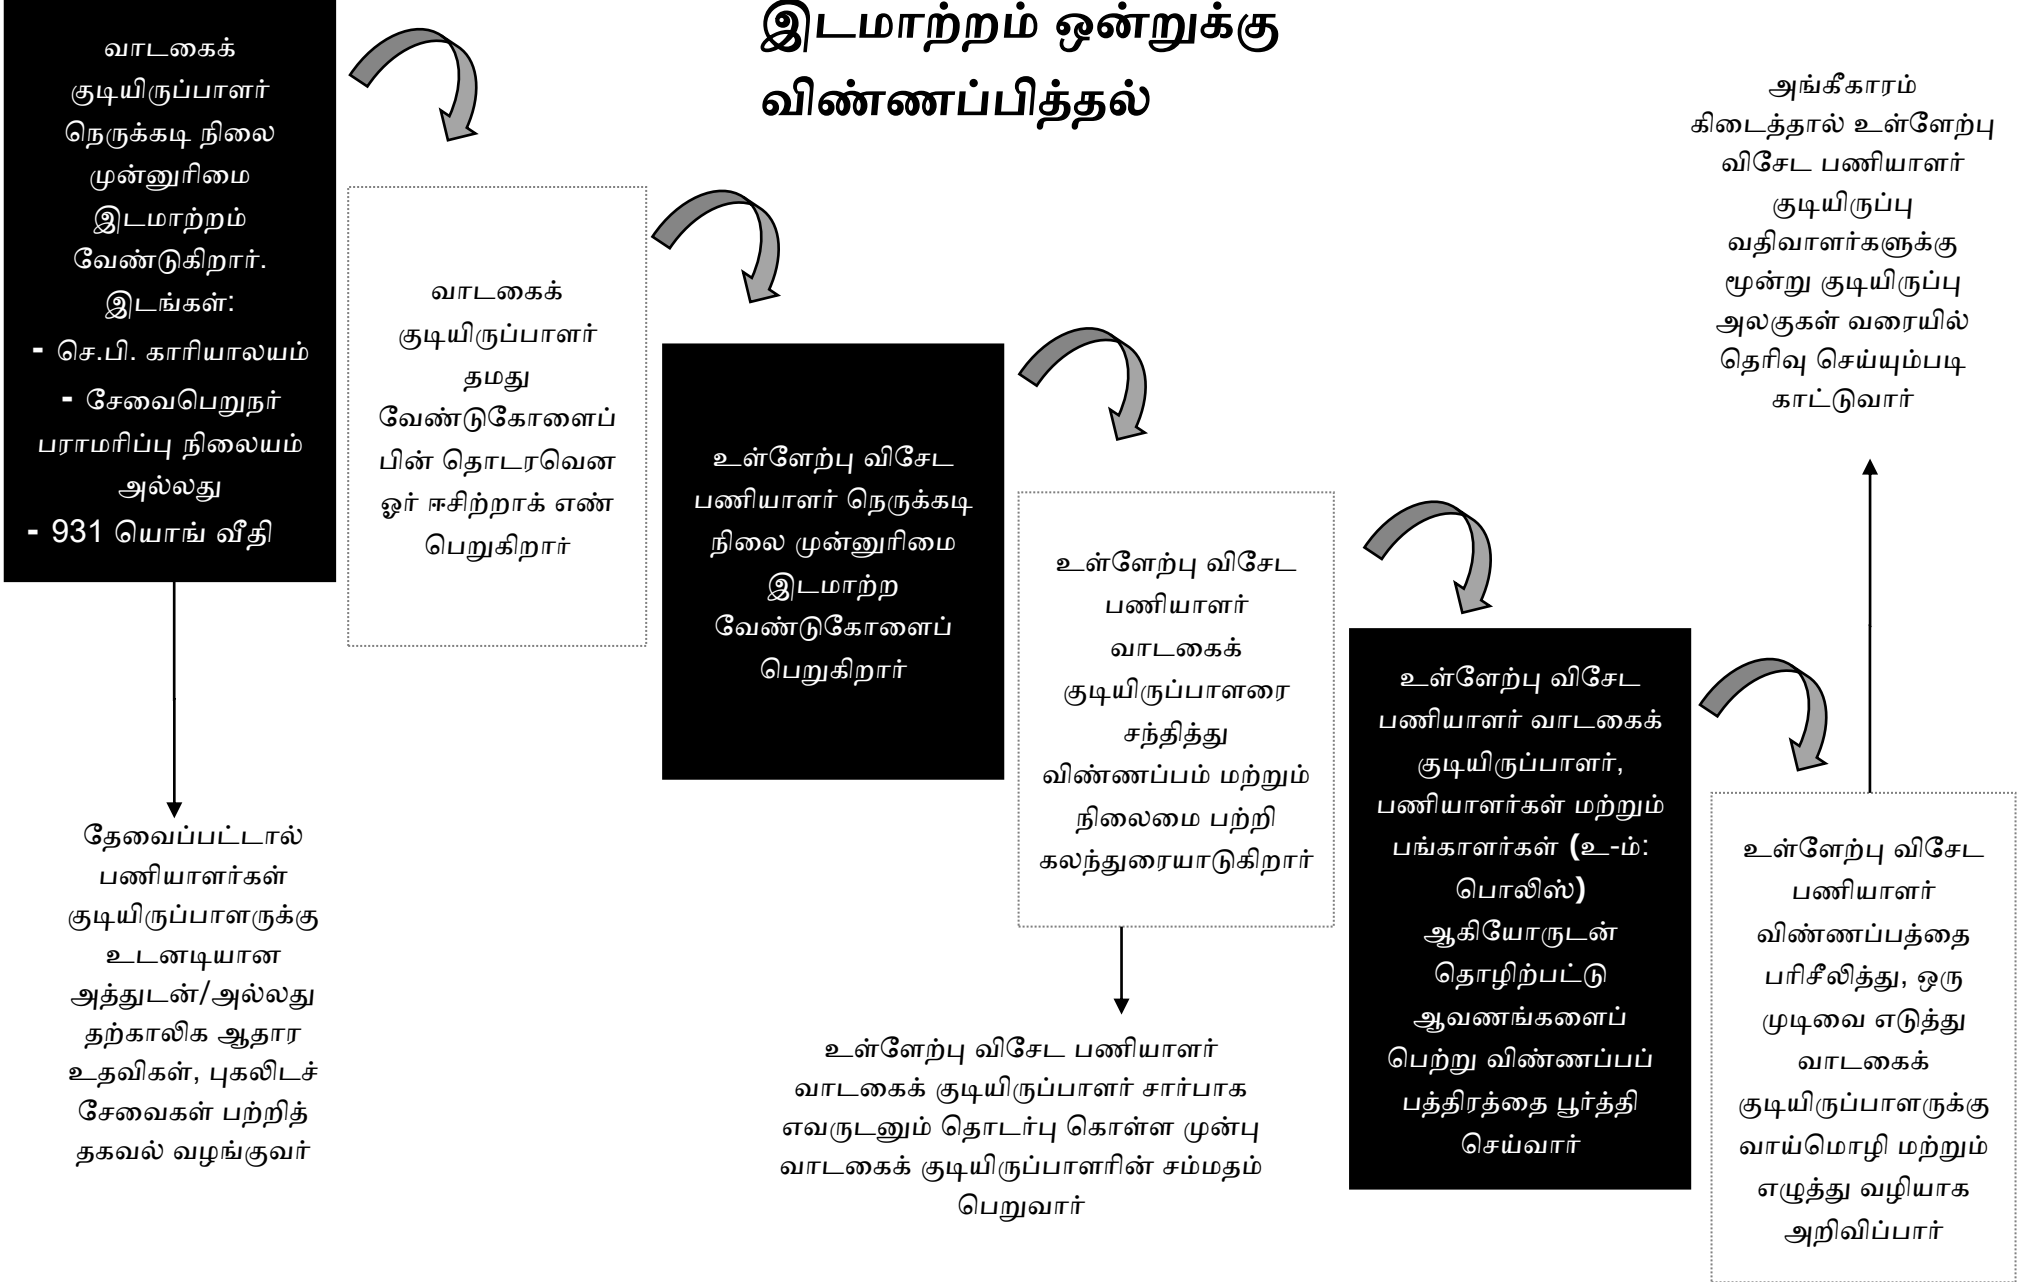 இடமாற்றம் ஒன்றுக்கு
விண்ணப்பித்தல்
வாடகைக்
குடியிருப்பாளர்
நெருக்கடி நிலை
முன்னுரிமை
இடமாற்றம்
வேண்டுகிறார்.
இடங்கள்:
- செ.பி. காரியாலயம்
- சேவைபெறுநர்
பராமரிப்பு நிலையம்
அல்லது
- 931 யொங் வீதி
தேவைப்பட்டால்
பணியாளர்கள்
குடியிருப்பாளருக்கு
உடனடியான
அத்துடன்/அல்லது
தற்காலிக ஆதார
உதவிகள், புகலிடச்
சேவைகள் பற்றித்
தகவல் வழங்குவர்
வாடகைக்
குடியிருப்பாளர்
தமது
வேண்டுகோளைப்
பின் தொடரவென
ஓர் ஈசிற்றாக் எண்
பெறுகிறார்
உள்ளேற்பு விசேட
பணியாளர் நெருக்கடி
நிலை முன்னுரிமை
இடமாற்ற
வேண்டுகோளைப்
பெறுகிறார்
உள்ளேற்பு விசேட
பணியாளர்
வாடகைக்
குடியிருப்பாளரை
சந்தித்து
விண்ணப்பம் மற்றும்
நிலைமை பற்றி
கலந்துரையாடுகிறார்
உள்ளேற்பு விசேட பணியாளர்
வாடகைக் குடியிருப்பாளர் சார்பாக
எவருடனும் தொடர்பு கொள்ள முன்பு
வாடகைக் குடியிருப்பாளரின் சம்மதம்
பெறுவார்
உள்ளேற்பு விசேட
பணியாளர் வாடகைக்
குடியிருப்பாளர்,
பணியாளர்கள் மற்றும்
பங்காளர்கள் (உ-ம்:
பொலிஸ்)
ஆகியோருடன்
தொழிற்பட்டு
ஆவணங்களைப்
பெற்று விண்ணப்பப்
பத்திரத்தை பூர்த்தி
செய்வார்
உள்ளேற்பு விசேட
பணியாளர்
விண்ணப்பத்தை
பரிசீலித்து, ஒரு
முடிவை எடுத்து
வாடகைக்
குடியிருப்பாளருக்கு
வாய்மொழி மற்றும்
எழுத்து வழியாக
அறிவிப்பார்
அங்கீகாரம்
கிடைத்தால் உள்ளேற்பு
விசேட பணியாளர்
குடியிருப்பு
வதிவாளர்களுக்கு
மூன்று குடியிருப்பு
அலகுகள் வரையில்
தெரிவு செய்யும்படி
காட்டுவார்